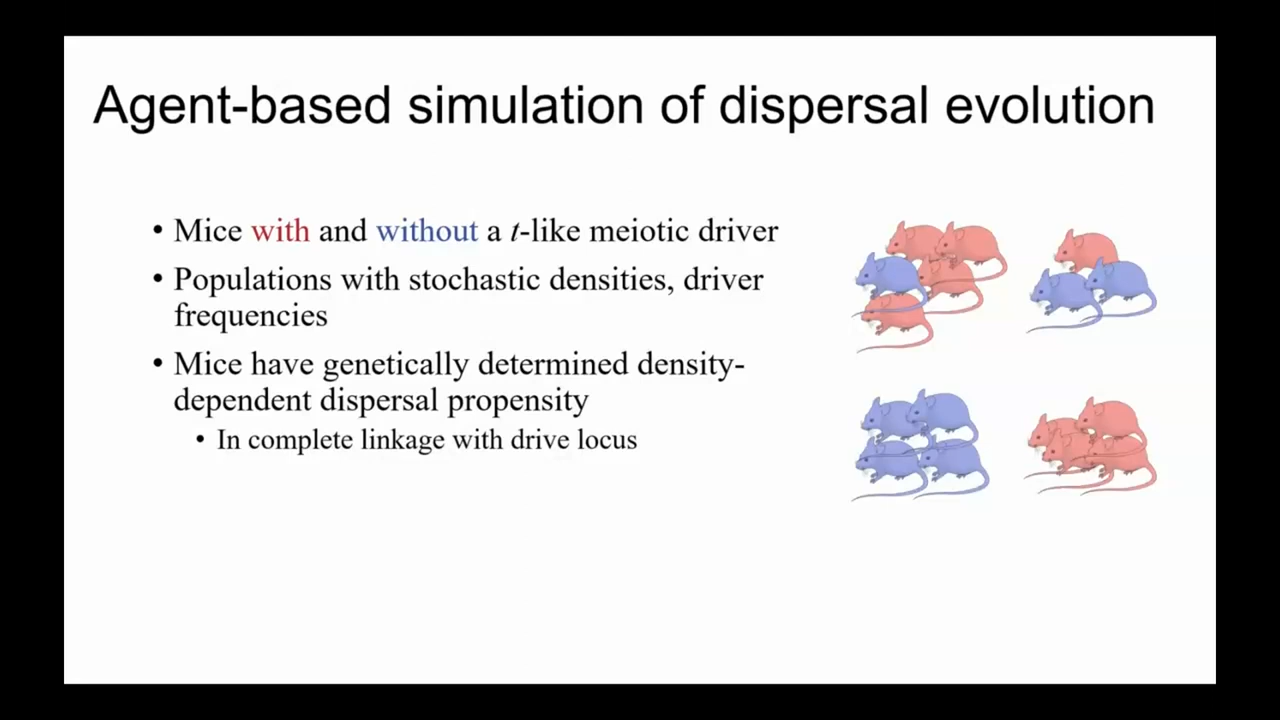 Agent-based simulation of dispersal evolution
• Mice with and without a t-like meiotic driver
• Populations with stochastic densities, driver
frequencies
• Mice have genetically determined density-
dependent dispersal propensity
• In complete linkage with drive locus